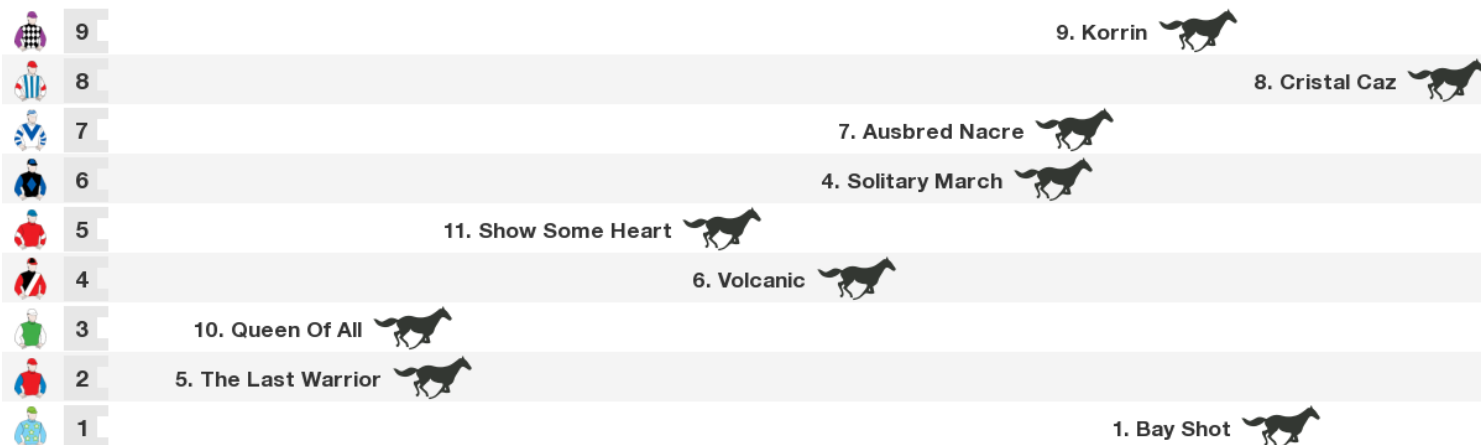 9 9. Korrin
8 8. Cristal Caz
7 7. Ausbred Nacre
6 4. Solitary March
5 11. Show Some Heart
4 6. Volcanic
3 10. Queen Of All
2 5. The Last Warrior
1 1. Bay Shot